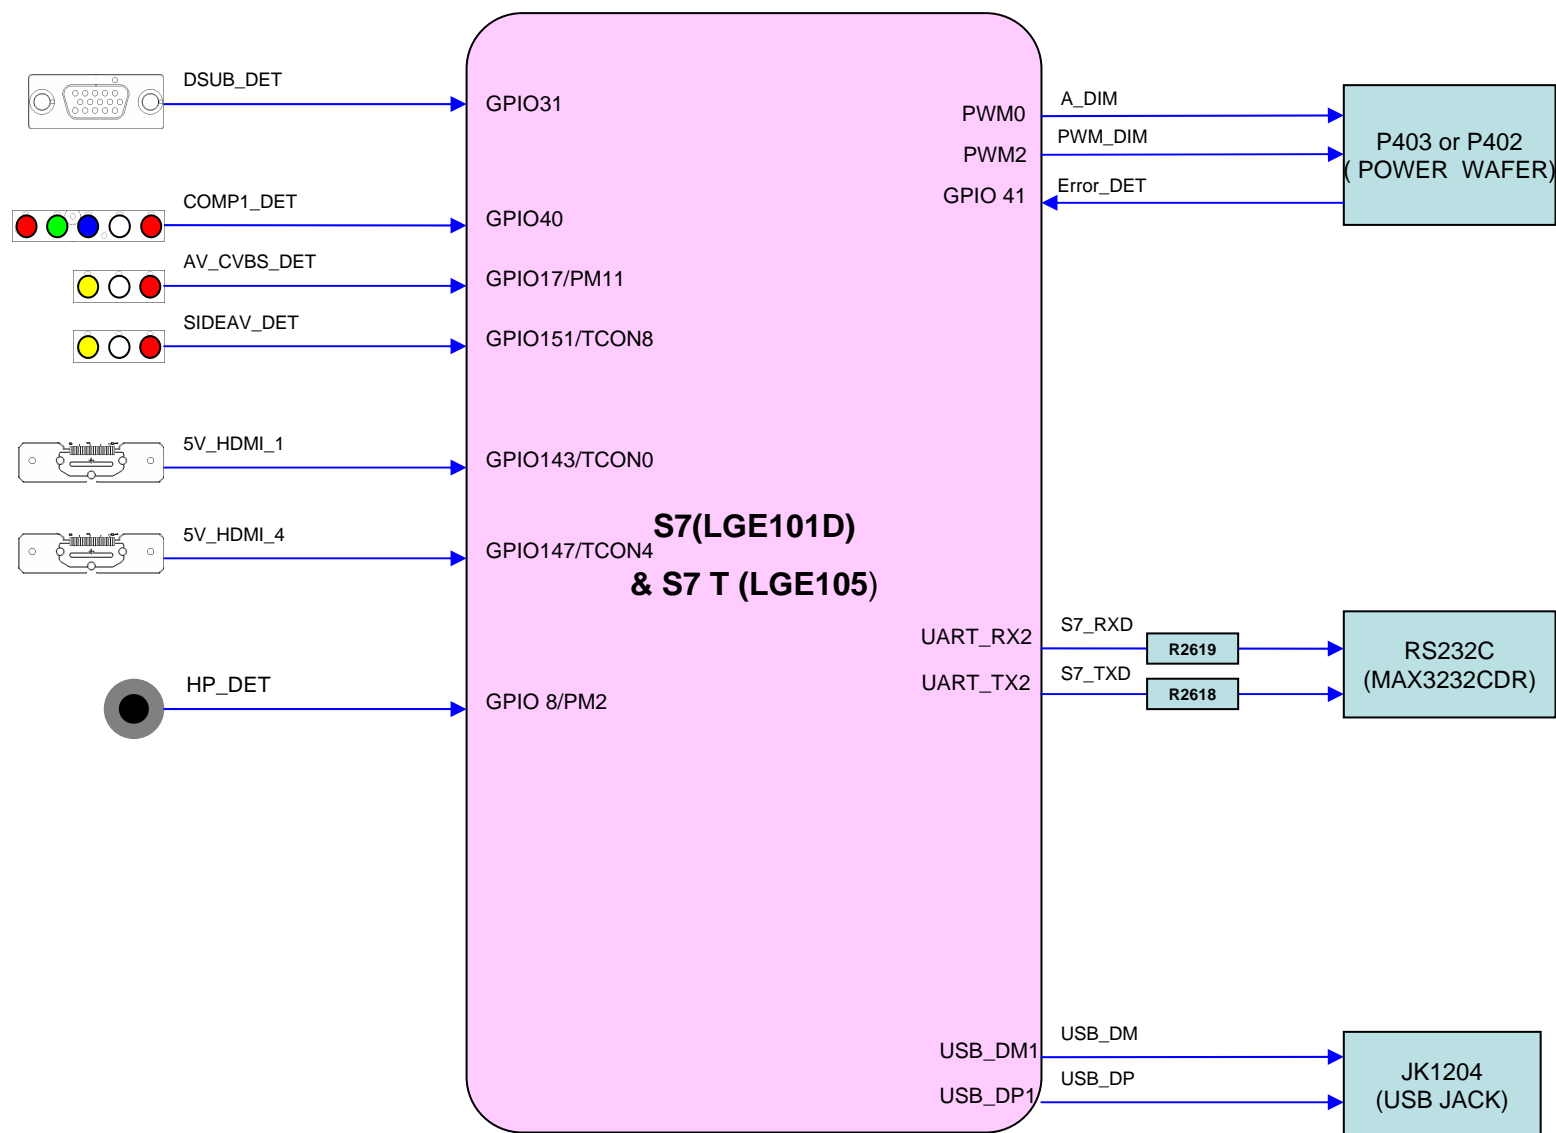 DSUB_DET
GPIO31
COMP1_DET
GPIO40
AV_CVBS_DET
GPIO17/PM11
SIDEAV_DET
GPIO151/TCON8
5V_HDMI_1
GPIO143/TCON0
5V_HDMI_4
GPIO147/TCON4
HP_DET
GPIO 8/PM2
S7(LGE101D)
& S7 T (LGE105)
PWM0
A_DIM
PWM2
PWM_DIM
GPIO 41
Error_DET
P403 or P402
( POWER WAFER)
UART_RX2
S7_RXD
R2619
UART_TX2
S7_TXD
R2618
RS232C
(MAX3232CDR)
USB_DM1
USB_DM
USB_DP1
USB_DP
JK1204
(USB JACK)